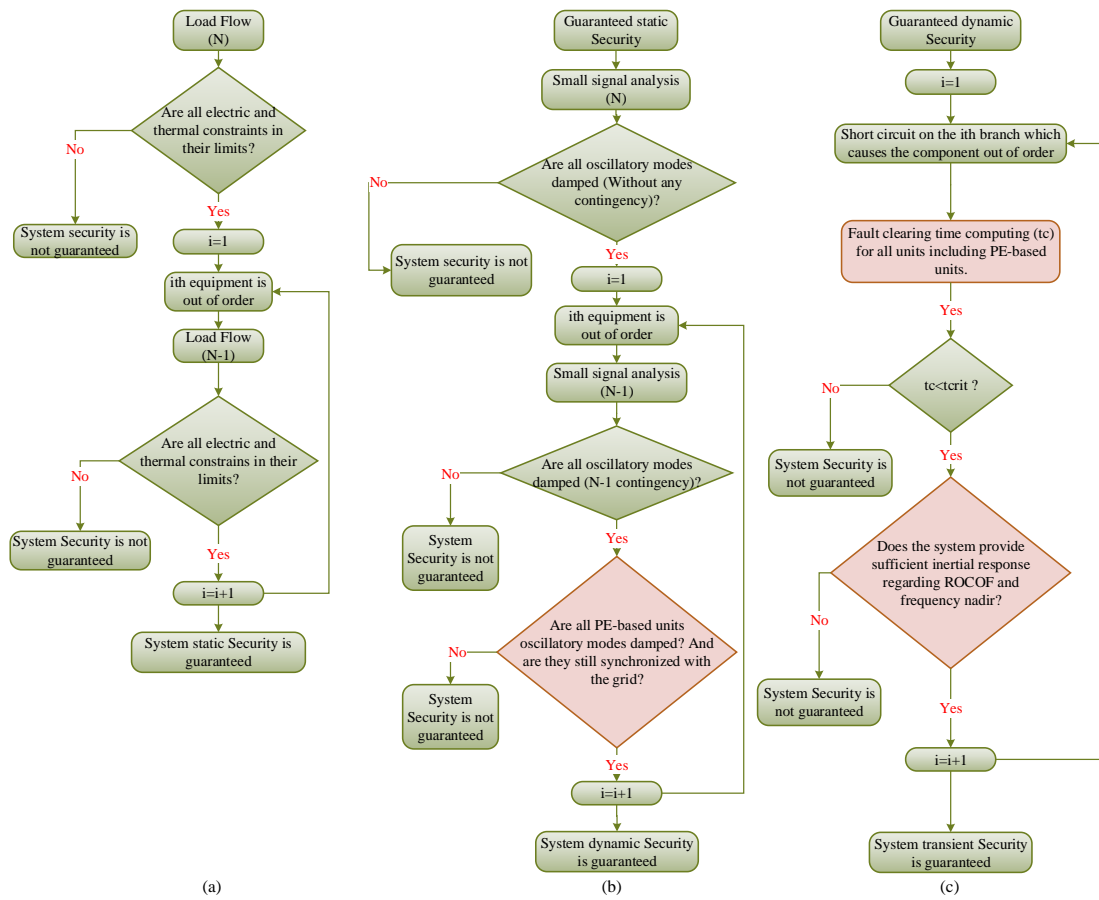 Load Flow
(N)
Are all electric and
thermal constraints in
their limits?
No
Yes
System security is
not guaranteed
i=1
ith equipment is
out of order
Load Flow
(N-1)
Are all electric and
thermal constrains in their
limits?
No
System Security is not
guaranteed
Yes
i=i+1
System static Security is
guaranteed
(a)
Guaranteed static
Security
Small signal analysis
(N)
Are all oscillatory modes
damped (Without any
contingency)?
No
System security is not
guaranteed
Yes
i=1
ith equipment is
out of order
Small signal analysis
(N-1)
Are all oscillatory modes
damped (N-1 contingency)?
No
System
Security is not
guaranteed
Yes
Are all PE-based units
oscillatory modes damped? And
are they still synchronized with
the grid?
No
System
Security is not
guaranteed
Yes
i=i+1
System dynamic Security
is guaranteed
(b)
Guaranteed dynamic
Security
i=1
Short circuit on the ith branch which
causes the component out of order
Fault clearing time computing (tc)
for all units including PE-based
units.
Yes
tc<tcrit ?
No
System Security is
not guaranteed
Yes
Does the system provide
sufficient inertial response
regarding ROCOF and
frequency nadir?
No
System Security is
not guaranteed
Yes
i=i+1
System transient Security
is guaranteed
(c)